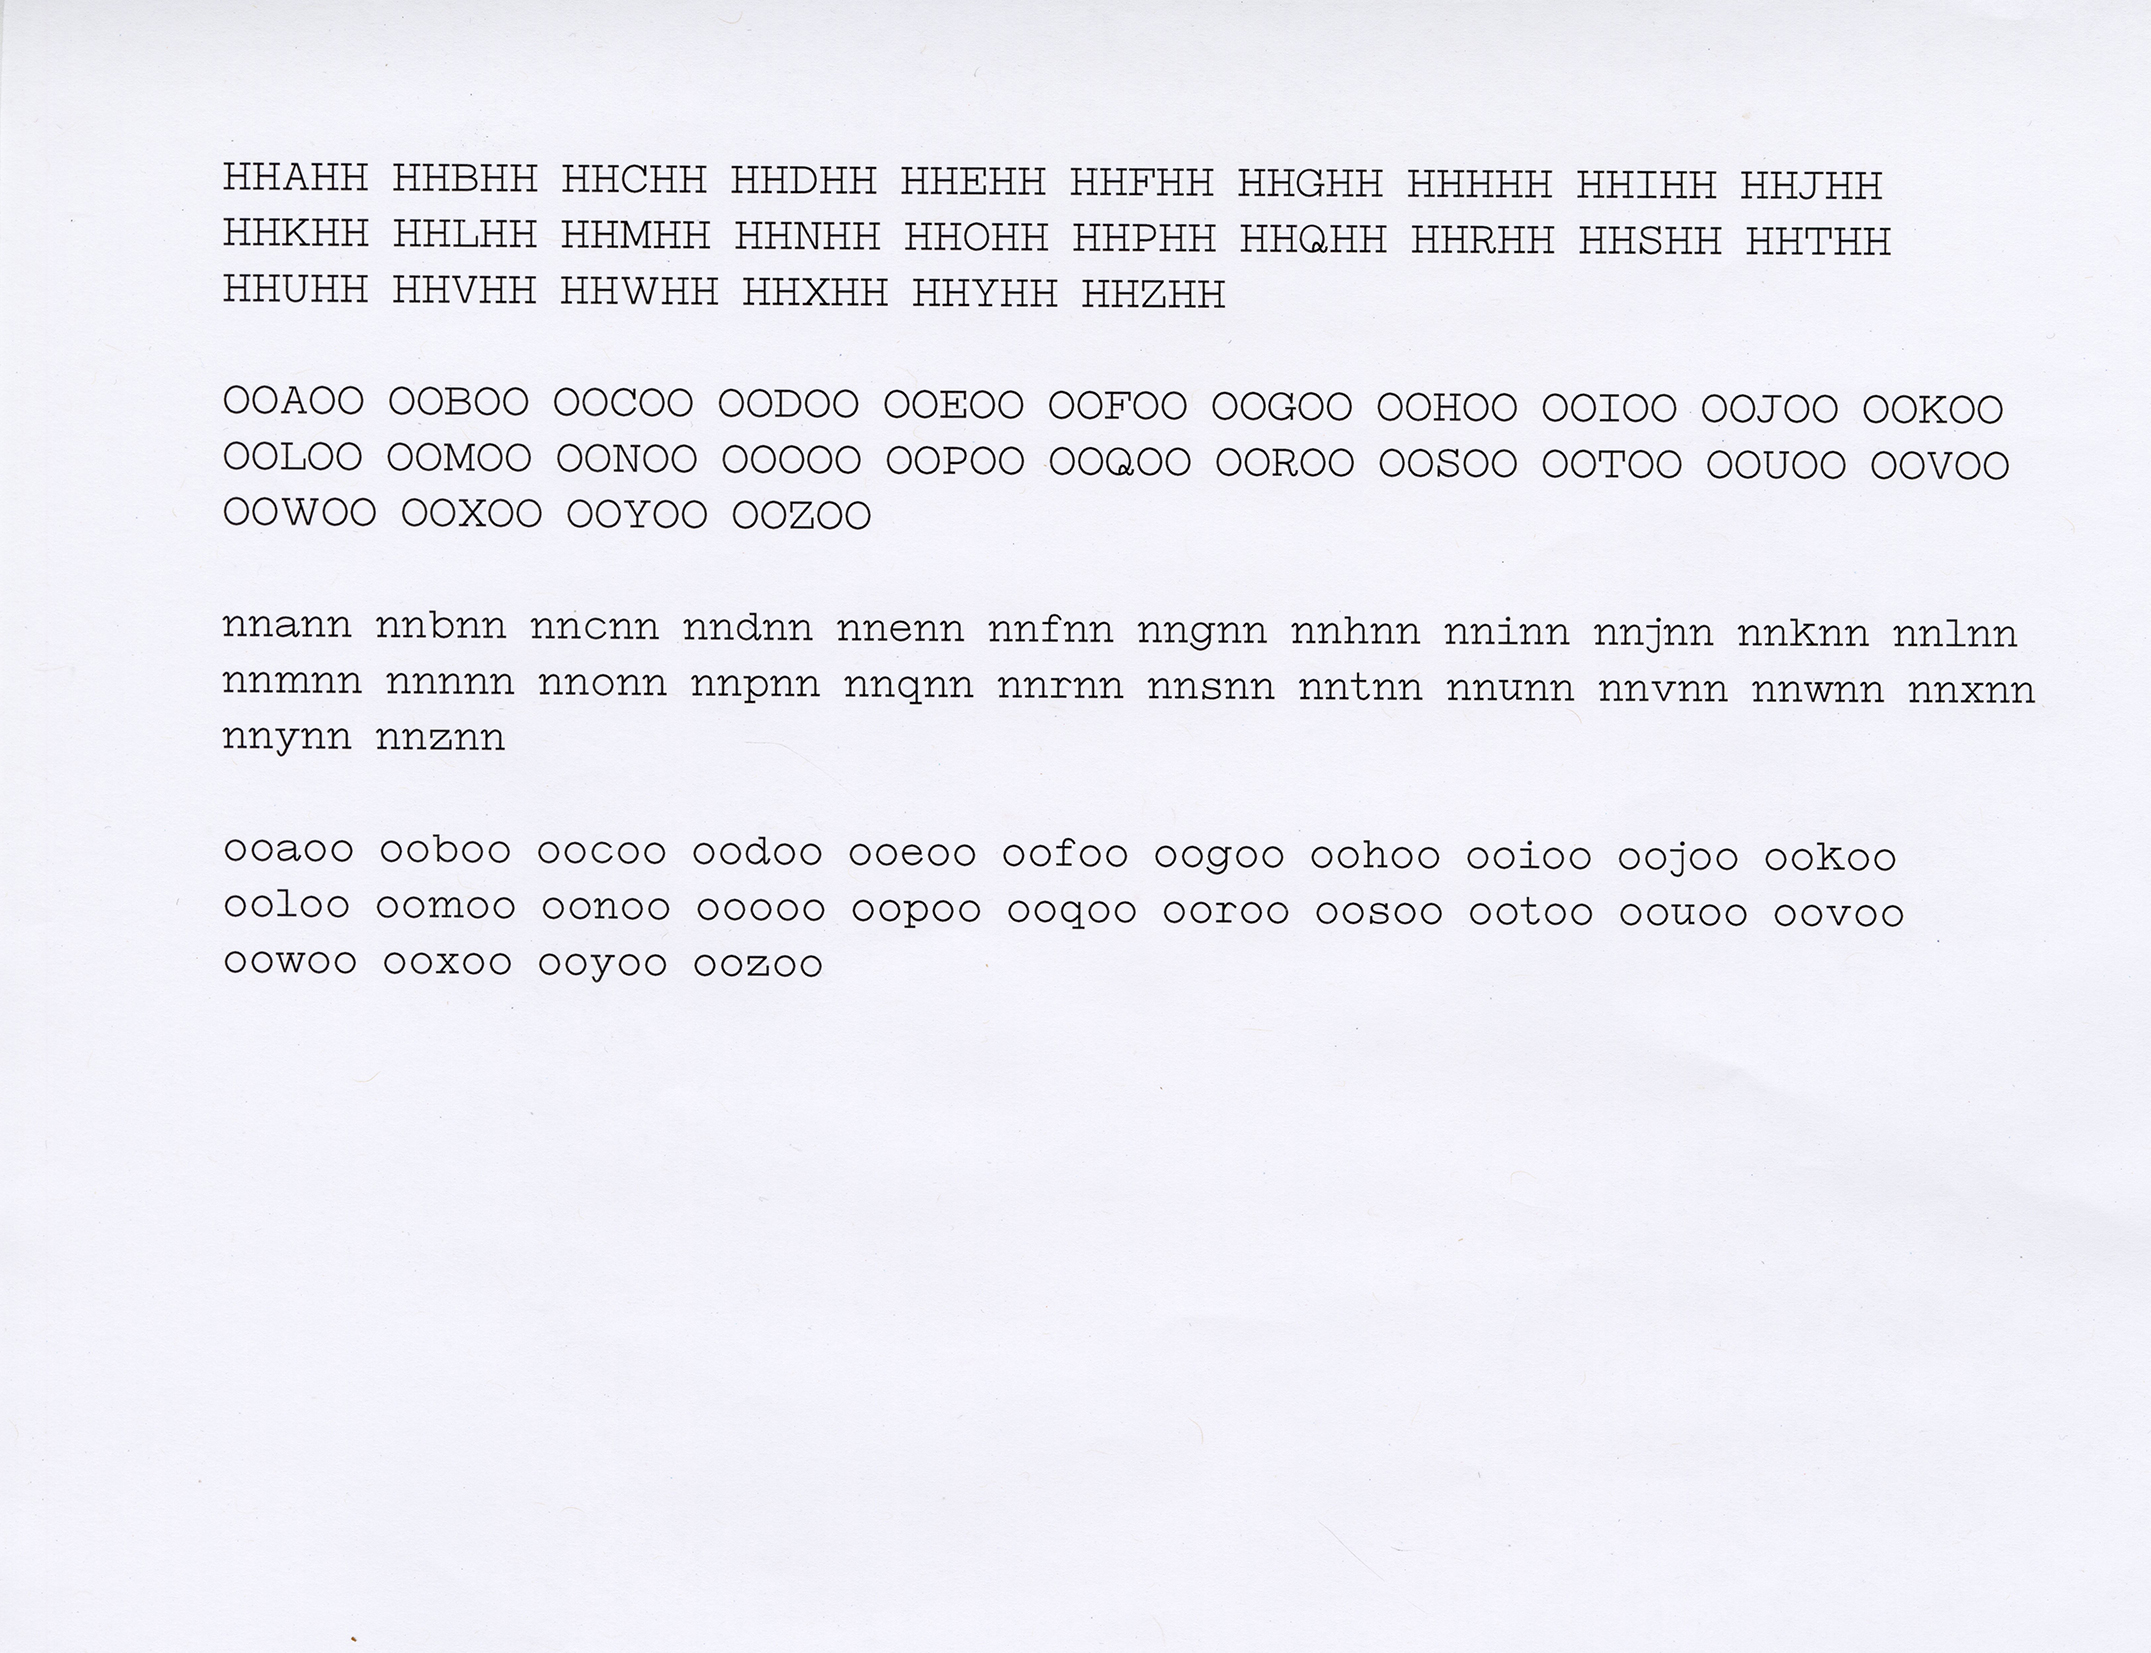 HHAHH HHBHH HHCHH HHDHH HHEHH HHFHH HHGHH HHHHH HHIHH HHJHH
HHKHH HHLHH HHMHH HHNHH HHOHH HHPHH HHQHH HHRHH HHSHH HHTHH
HHUHH HHVHH HHWHH HHXHH HHYHH HHZHH
OOAOO OOBOO OOCOO OODOO OOEOO OOFOO OOGOO OOHOO OOIOO OOJOO OOKOO
OOLOO OOMOO OONOO OOOOO OOPOO OOQOO OOROO OOSOO OOTOO OOUOO OOVOO
OOWOO OOXOO OOYOO OOZOO
nnann nnbnn nncnn nndnn nnenn nnfnn nngnn nnhnn nninn nnjnn nnknn nnlnn
nnmnn nnnnn nnonn nnpnn nnqnn nnrnn nnsnn nntnn nnunn nnvnn nnwnn nnxnn
nnynn nnznn
ooaoo ooboo oocoo oodoo ooeoo oofoo oogoo oohoo ooioo oojoo ookoo
ooloo oomoo oonoo ooooo oopoo ooqoo ooroo oosoo ootoo oouoo oovoo
oowoo ooxoo ooyoo oozoo